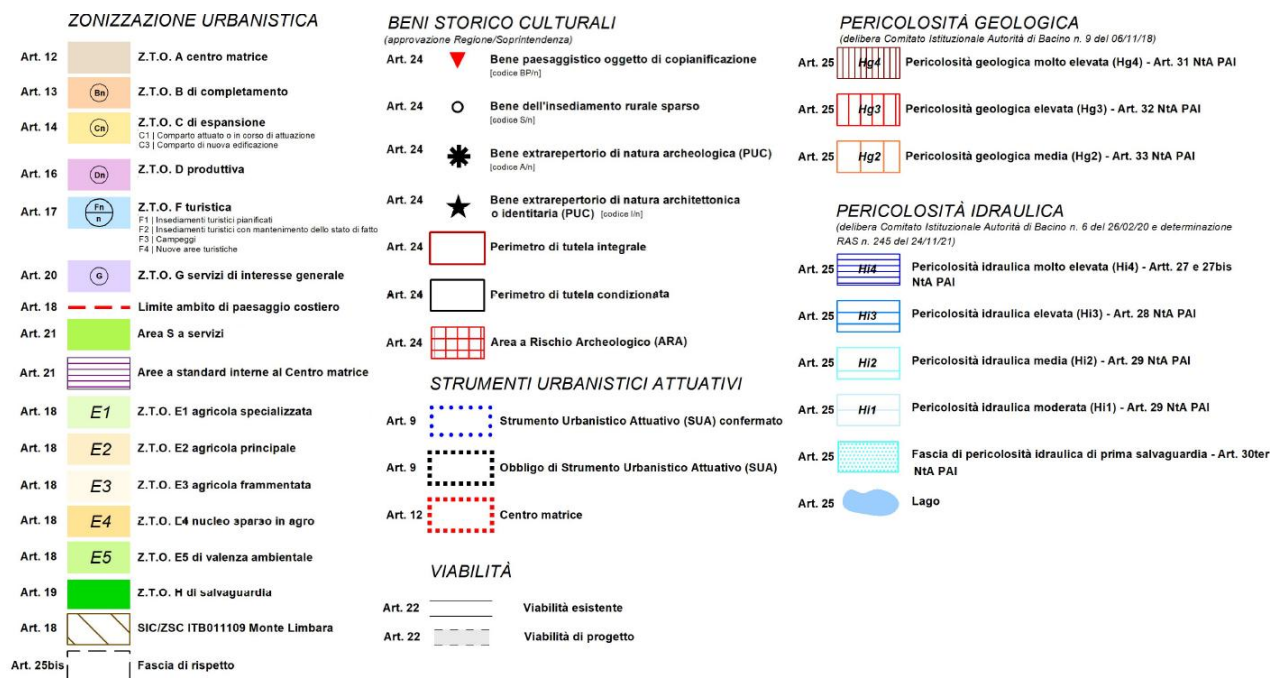 ZONIZZAZIONE URBANISTICA
Art. 12 Z.T.O. A centro matrice
Art. 13 Bn Z.T.O. B di completamento
Art. 14 Cn Z.T.O. C di espansione
C1 | Comparto attuato o in corso di attuazione
C3 | Comparto di nuova edificazione
Art. 16 Dn Z.T.O. D produttiva
Art. 17 Fn n Z.T.O. F turistica
F1 | Insediamenti turistici pianificati
F2 | Insediamenti turistici con mantenimento dello stato di fatto
F3 | Campeggi
F4 | Nuove aree turistiche
Art. 20 G Z.T.O. G servizi di interesse generale
Art. 18 Limite ambito di paesaggio costiero
Art. 21 Area S a servizi
Art. 21 Aree a standard interne al Centro matrice
Art. 18 E1 Z.T.O. E1 agricola specializzata
Art. 18 E2 Z.T.O. E2 agricola principale
Art. 18 E3 Z.T.O. E3 agricola frammentata
Art. 18 E4 Z.T.O. E4 nucleo sparso in agro
Art. 18 E5 Z.T.O. E5 di valenza ambientale
Art. 19 Z.T.O. H di salvaguardia
Art. 18 SIC/ZSC ITB011109 Monte Limbara
Art. 25bis Fascia di rispetto
BENI STORICO CULTURALI
(approvazione Regione/Soprintendenza)
Art. 24 Bene paesaggistico oggetto di copianificazione
[codice BP/n]
Art. 24 Bene dell'insediamento rurale sparso
[codice S/n]
Art. 24 Bene extrarepertorio di natura archeologica (PUC)
[codice A/n]
Art. 24 Bene extrarepertorio di natura architettonica
o identitaria (PUC) [codice I/n]
Art. 24 Perimetro di tutela integrale
Art. 24 Perimetro di tutela condizionata
Art. 24 Area a Rischio Archeologico (ARA)
STRUMENTI URBANISTICI ATTUATIVI
Art. 9 Strumento Urbanistico Attuativo (SUA) confermato
Art. 9 Obbligo di Strumento Urbanistico Attuativo (SUA)
Art. 12 Centro matrice
VIABILITÀ
Art. 22 Viabilità esistente
Art. 22 Viabilità di progetto
PERICOLOSITÀ GEOLOGICA
(delibera Comitato Istituzionale Autorità di Bacino n. 9 del 06/11/18)
Art. 25 Hg4 Pericolosità geologica molto elevata (Hg4) - Art. 31 NtA PAI
Art. 25 Hg3 Pericolosità geologica elevata (Hg3) - Art. 32 NtA PAI
Art. 25 Hg2 Pericolosità geologica media (Hg2) - Art. 33 NtA PAI
PERICOLOSITÀ IDRAULICA
(delibera Comitato Istituzionale Autorità di Bacino n. 6 del 26/02/20 e determinazione
RAS n. 245 del 24/11/21)
Art. 25 Hi4 Pericolosità idraulica molto elevata (Hi4) - Artt. 27 e 27bis
NtA PAI
Art. 25 Hi3 Pericolosità idraulica elevata (Hi3) - Art. 28 NtA PAI
Art. 25 Hi2 Pericolosità idraulica media (Hi2) - Art. 29 NtA PAI
Art. 25 Hi1 Pericolosità idraulica moderata (Hi1) - Art. 29 NtA PAI
Art. 25 Fascia di pericolosità idraulica di prima salvaguardia - Art. 30ter
NtA PAI
Art. 25 Lago